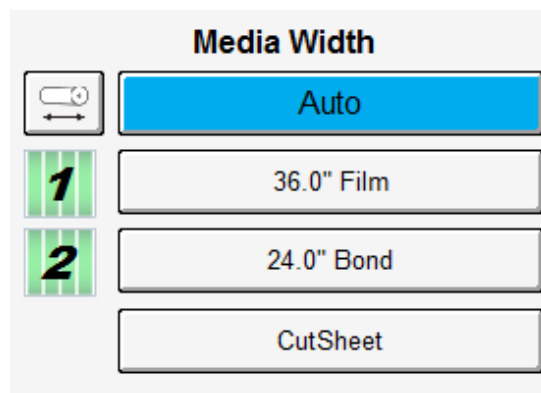 Media Width
Auto
1 36.0" Film
2 24.0" Bond
CutSheet